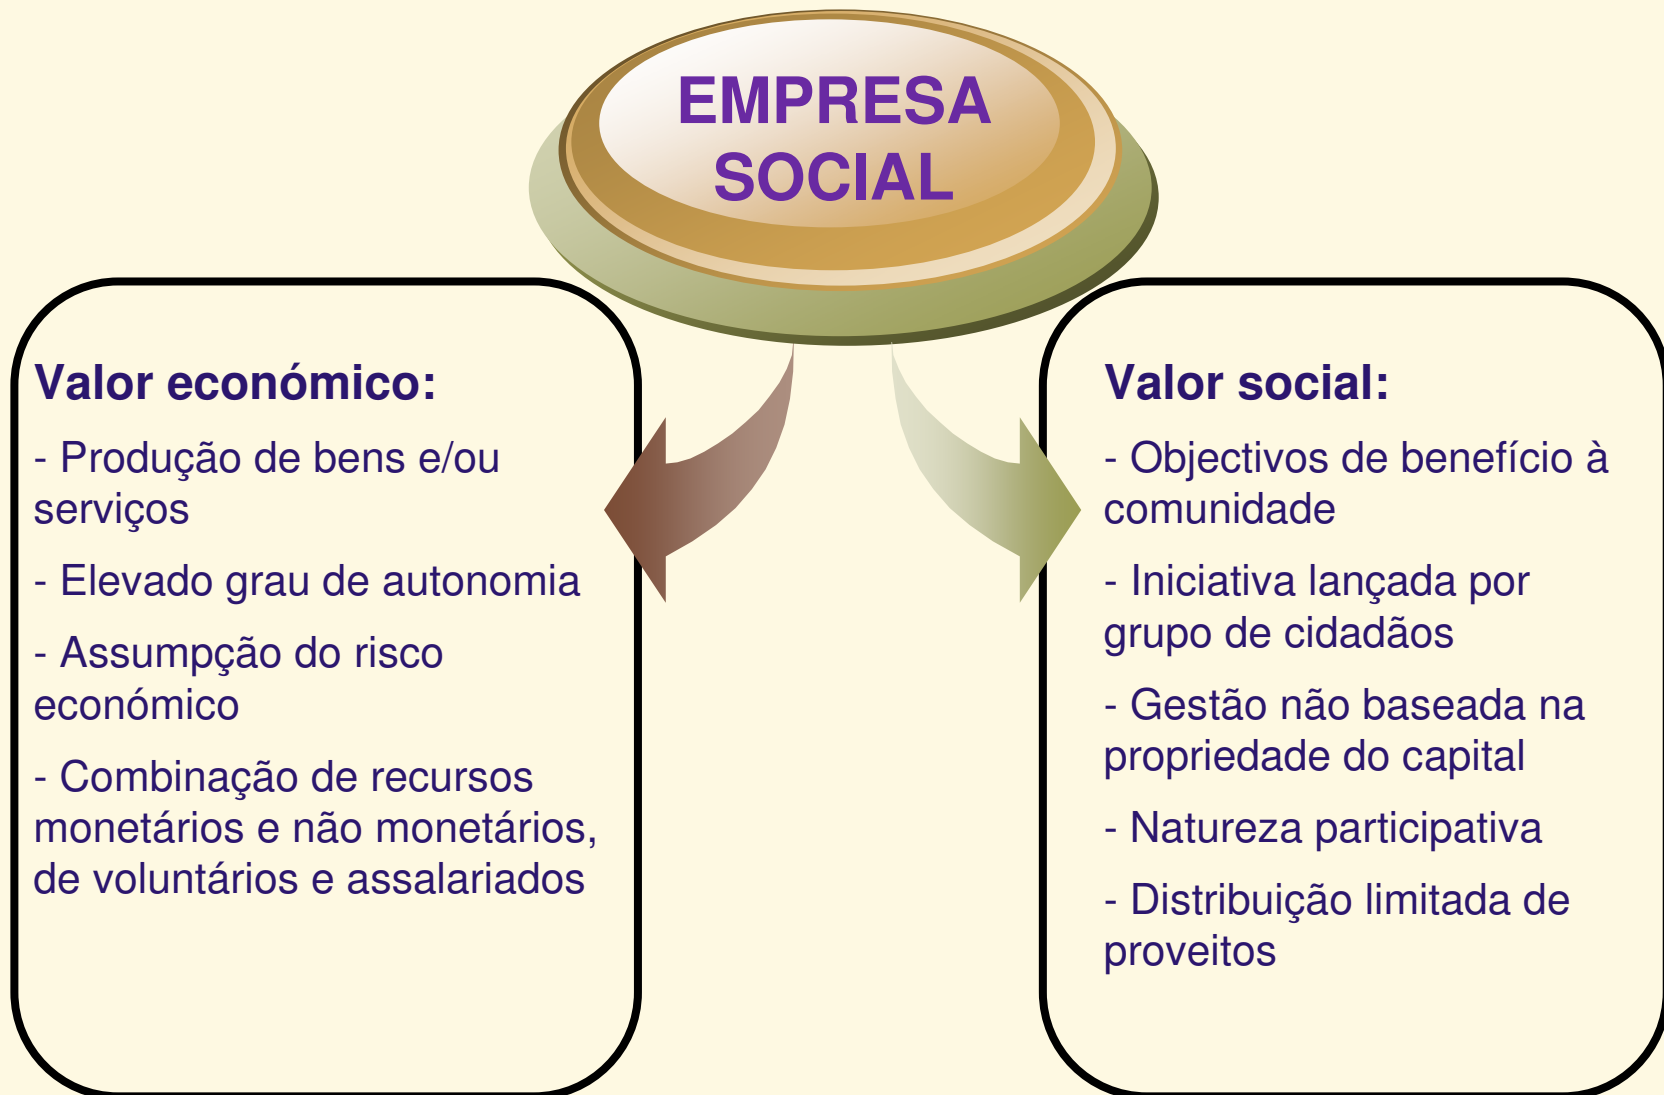 EMPRESA
SOCIAL
Valor económico:
- Produção de bens e/ou
serviços
- Elevado grau de autonomia
- Assumpção do risco
económico
- Combinação de recursos
monetários e não monetários,
de voluntários e assalariados
Valor social:
- Objectivos de benefício à
comunidade
- Iniciativa lançada por
grupo de cidadãos
- Gestão não baseada na
propriedade do capital
- Natureza participativa
- Distribuição limitada de
proveitos